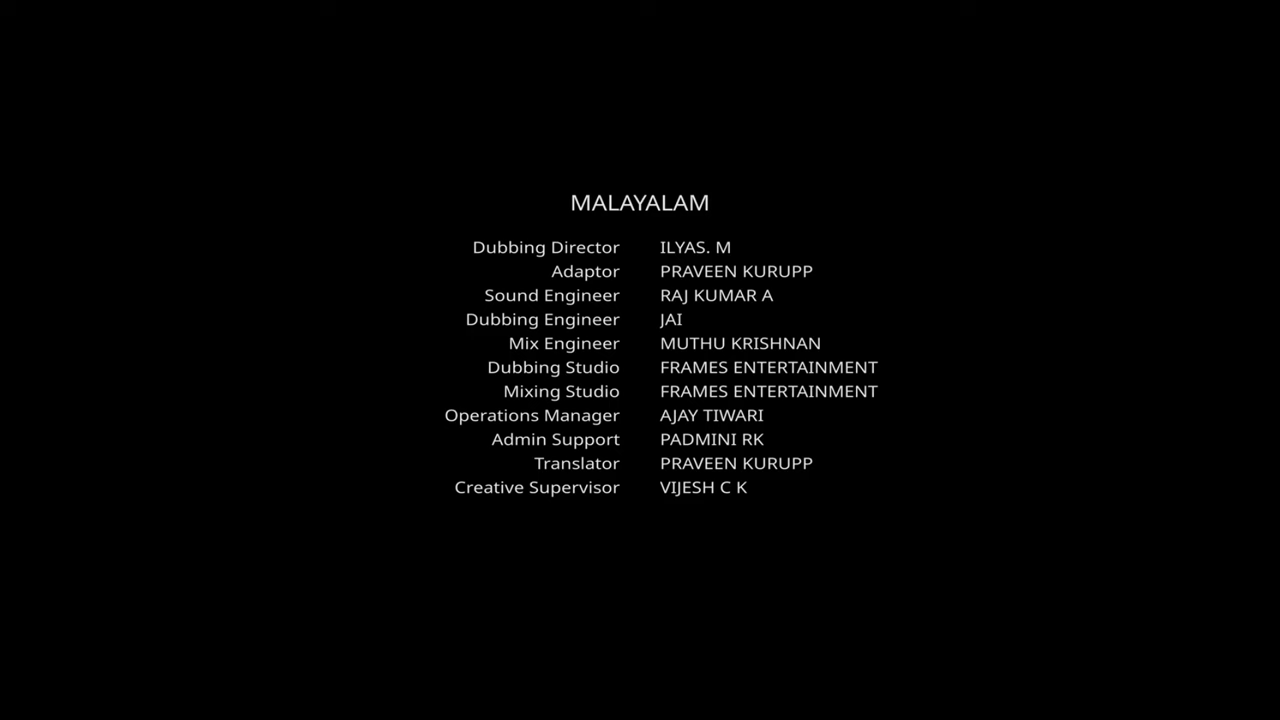 MALAYALAM
Dubbing Director ILYAS. M
Adaptor PRAVEEN KURUPP
Sound Engineer RAJ KUMAR A
Dubbing Engineer JAI
Mix Engineer MUTHU KRISHNAN
Dubbing Studio FRAMES ENTERTAINMENT
Mixing Studio FRAMES ENTERTAINMENT
Operations Manager AJAY TIWARI
Admin Support PADMINI RK
Translator PRAVEEN KURUPP
Creative Supervisor VIJESH C K